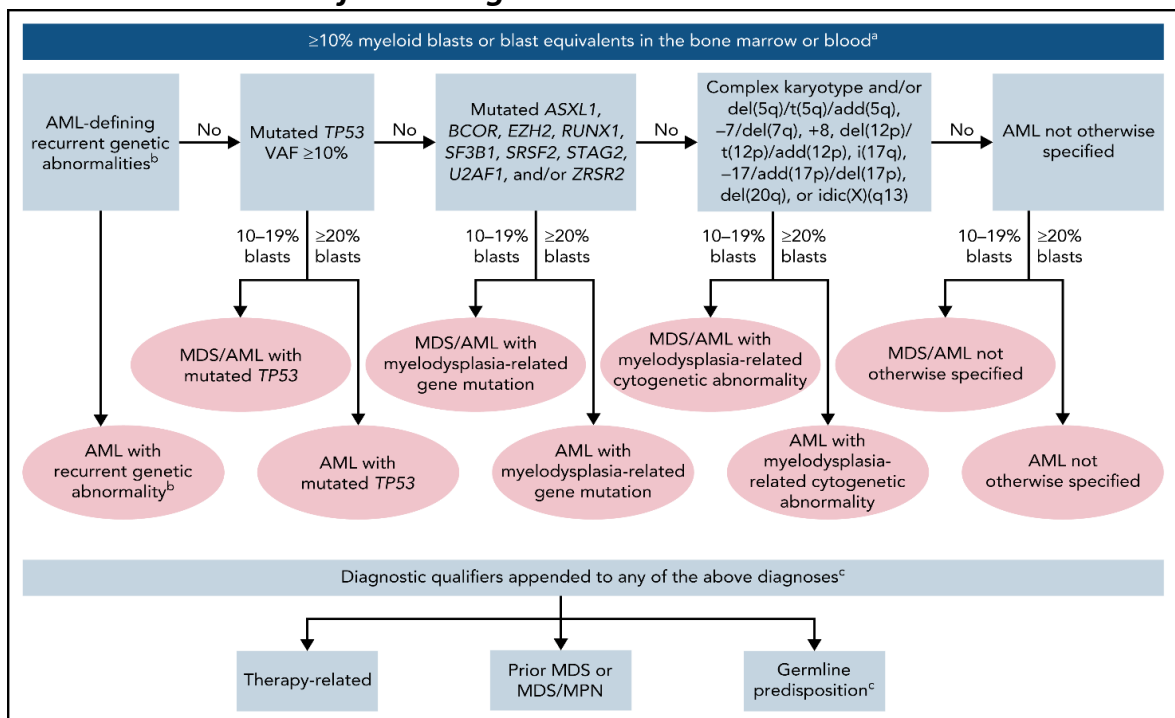 ≥10% myeloid blasts or blast equivalents in the bone marrow or blooda
AML-defining
recurrent genetic
abnormalitiesb
No
Mutated TP53
VAF ≥10%
No
Mutated ASXL1,
BCOR, EZH2, RUNX1,
SF3B1, SRSF2, STAG2,
U2AF1, and/or ZRSR2
No
Complex karyotype and/or
del(5q)/t(5q)/add(5q),
–7/del(7q), +8, del(12p)/
t(12p)/add(12p), i(17q),
–17/add(17p)/del(17p),
del(20q), or idic(X)(q13)
No
AML not otherwise
specified
10–19%
blasts
≥20%
blasts
10–19%
blasts
≥20%
blasts
10–19%
blasts
≥20%
blasts
10–19%
blasts
≥20%
blasts
MDS/AML with
mutated TP53
MDS/AML with
myelodysplasia-related
gene mutation
MDS/AML with
myelodysplasia-related
cytogenetic abnormality
MDS/AML not
otherwise specified
AML with
recurrent genetic
abnormalityb
AML with
mutated TP53
AML with
myelodysplasia-related
gene mutation
AML with
myelodysplasia-
related cytogenetic
abnormality
AML not
otherwise specified
Diagnostic qualifiers appended to any of the above diagnosesc
Therapy-related
Prior MDS or
MDS/MPN
Germline
predispositionc